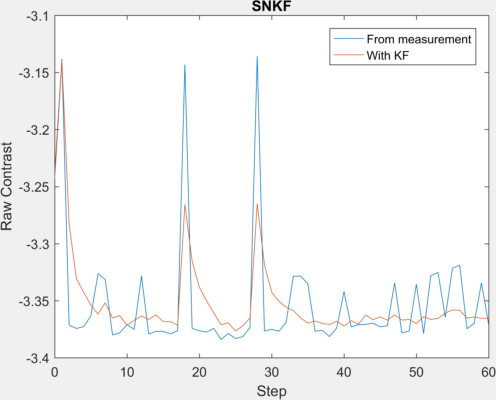 SNKF
-3.1
From measurement
With KF
-3.15
-3.2
-3.25
-3.3
-3.35
-3.4
Raw Contrast
0 10 20 30 40 50 60
Step